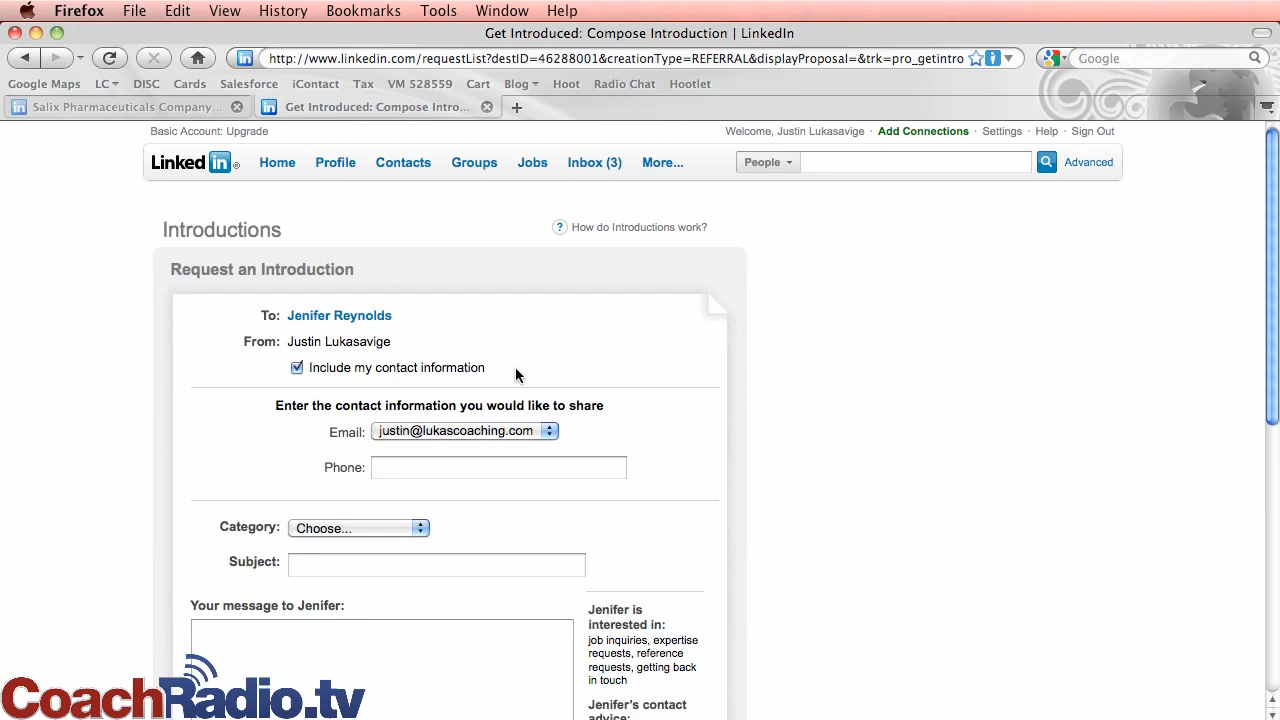 Firefox File Edit View History Bookmarks Tools Window Help
Get Introduced: Compose Introduction | LinkedIn
http://www.linkedin.com/requestList?destID=46288001&creationType=REFERRAL&displayProposal=&trk=pro_getintro
Google
Google Maps LC DISC Cards Salesforce iContact Tax VM 528559 Cart Blog Hoot Radio Chat Hootlet
Salix Pharmaceuticals Company... Get Introduced: Compose Intro...
Basic Account: Upgrade Welcome, Justin Lukasavige · Add Connections · Settings · Help · Sign Out
Linked in ® Home Profile Contacts Groups Jobs Inbox (3) More... People Advanced
Introductions ? How do Introductions work?
Request an Introduction
To: Jenifer Reynolds
From: Justin Lukasavige
Include my contact information
Enter the contact information you would like to share
Email: justin@lukascoaching.com
Phone:
Category: Choose...
Subject:
Your message to Jenifer:
Jenifer is
interested in:
job inquiries, expertise
requests, reference
requests, getting back
in touch
Jenifer's contact
advice:
CoachRadio.tv